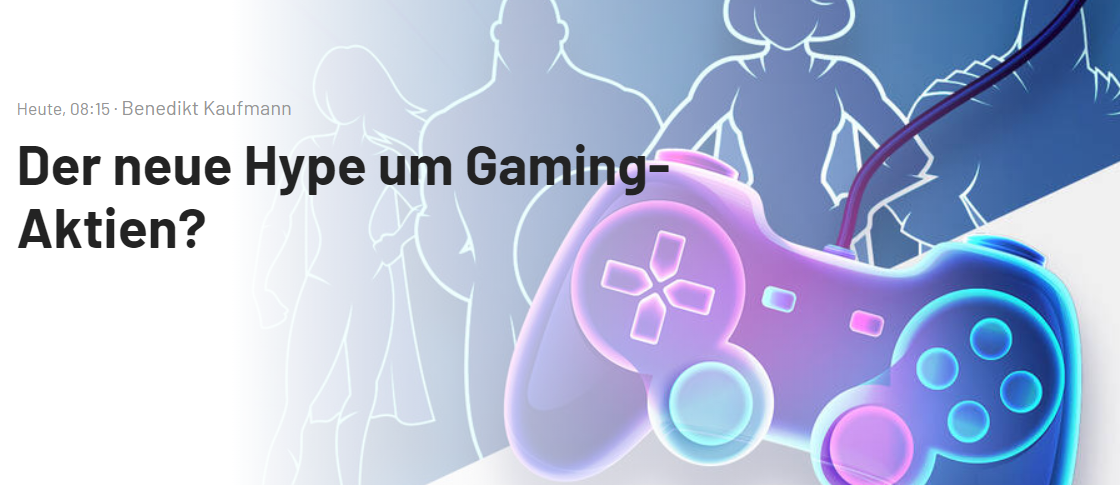 Heute, 08:15 · Benedikt Kaufmann
Der neue Hype um Gaming-
Aktien?